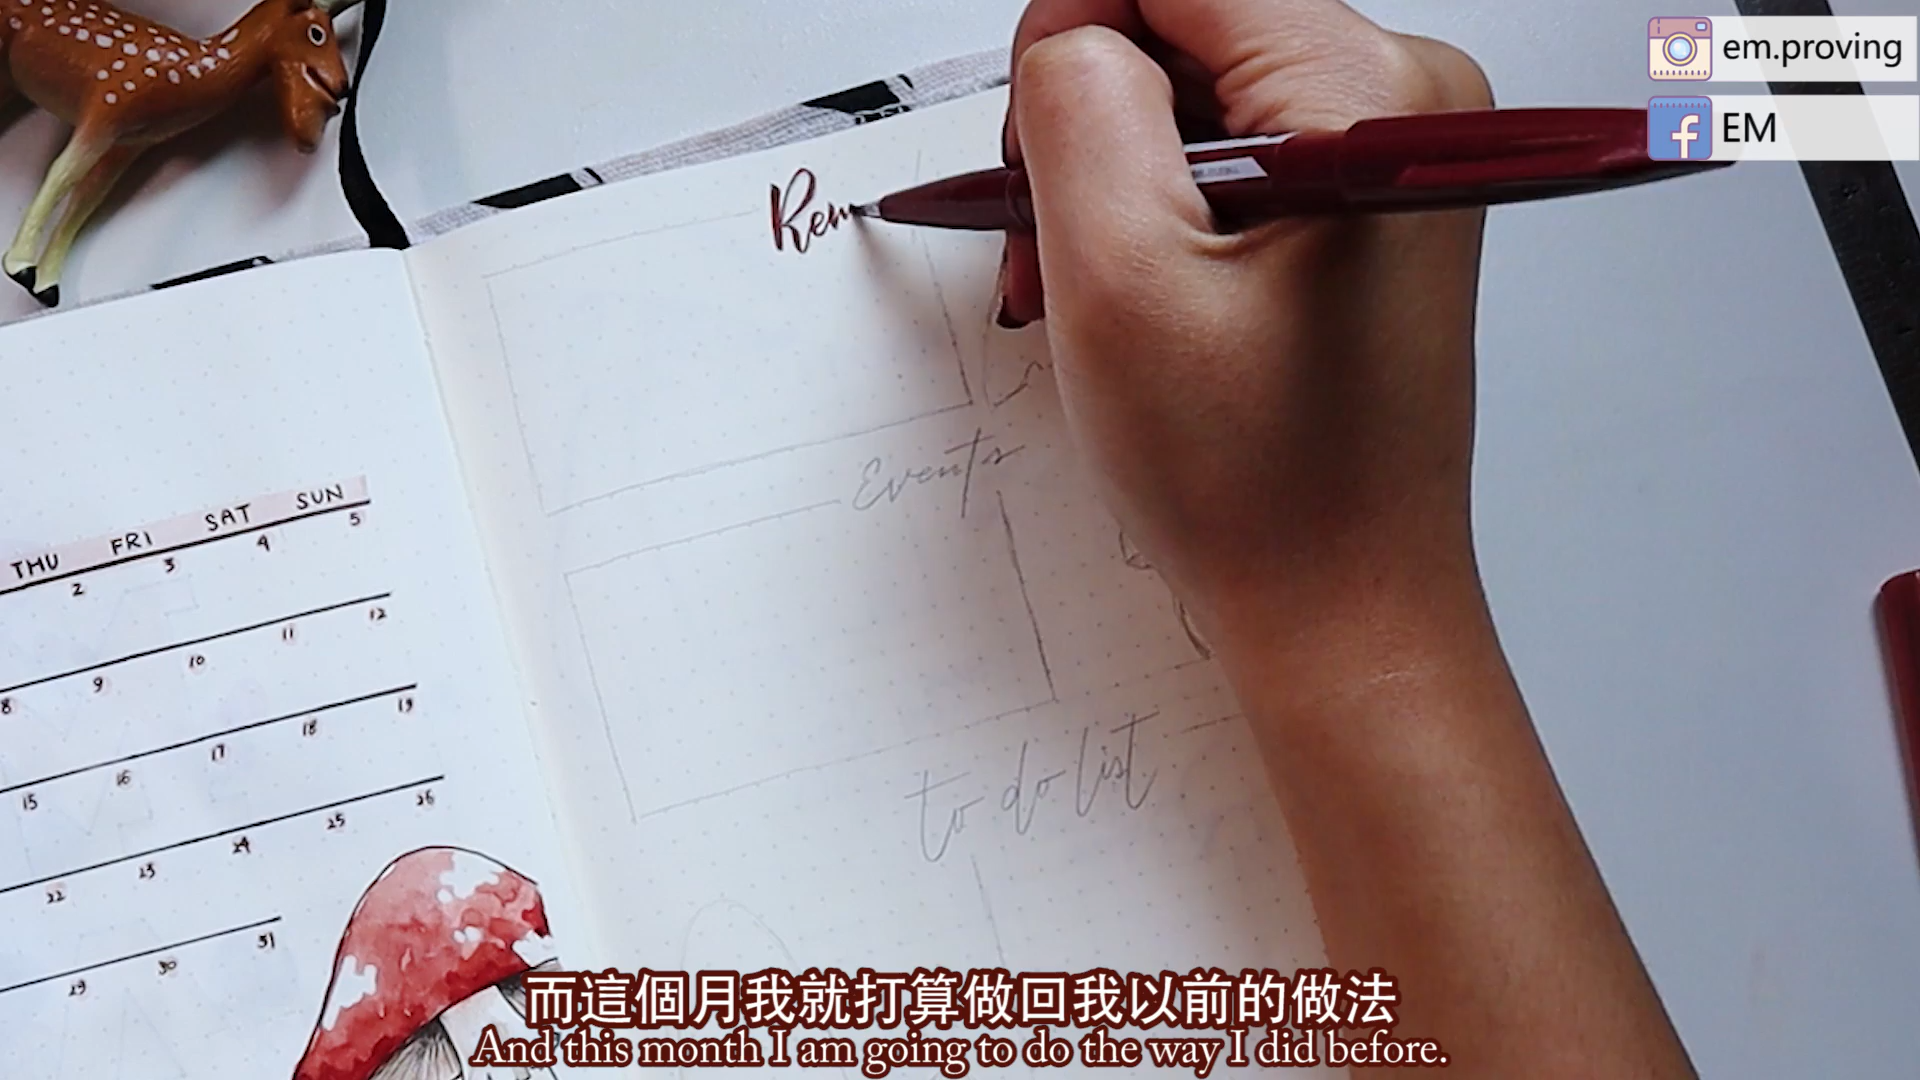 em.proving
EM
Rem
Events
to do list
THU FRI SAT SUN
2 3 4 5
8 9 10 11 12
15 16 17 18 19
22 23 24 25 26
29 30 31
而這個月我就打算做回我以前的做法
And this month I am going to do the way I did before.